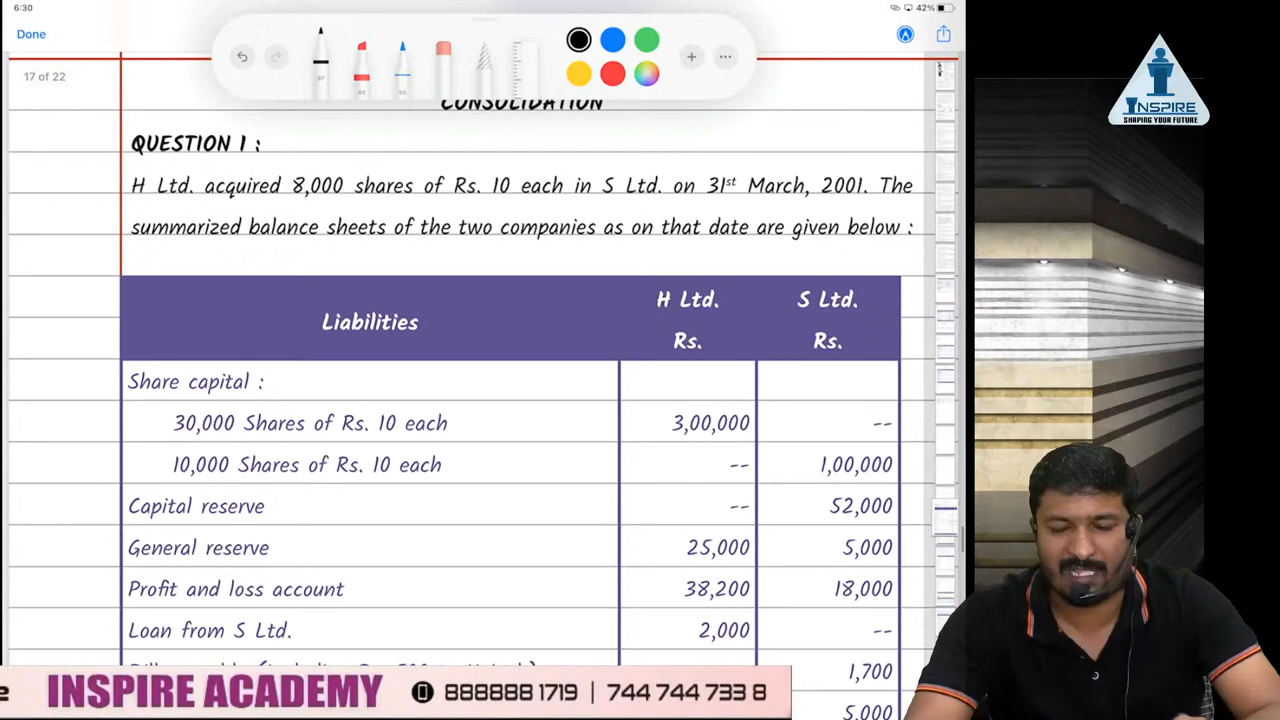 6:30
42%
Done
97
80
50
17 of 22
CONSOLIDATION
QUESTION 1 :
H Ltd. acquired 8,000 shares of Rs. 10 each in S Ltd. on 31st March, 2001. The
summarized balance sheets of the two companies as on that date are given below :
Liabilities H Ltd. Rs. S Ltd. Rs.
Share capital :
30,000 Shares of Rs. 10 each 3,00,000 --
10,000 Shares of Rs. 10 each -- 1,00,000
Capital reserve -- 52,000
General reserve 25,000 5,000
Profit and loss account 38,200 18,000
Loan from S Ltd. 2,000 --
1,700
5,000
INSPIRE ACADEMY 888888 1719 | 744 744 733 8
INSPIRE
SHAPING YOUR FUTURE